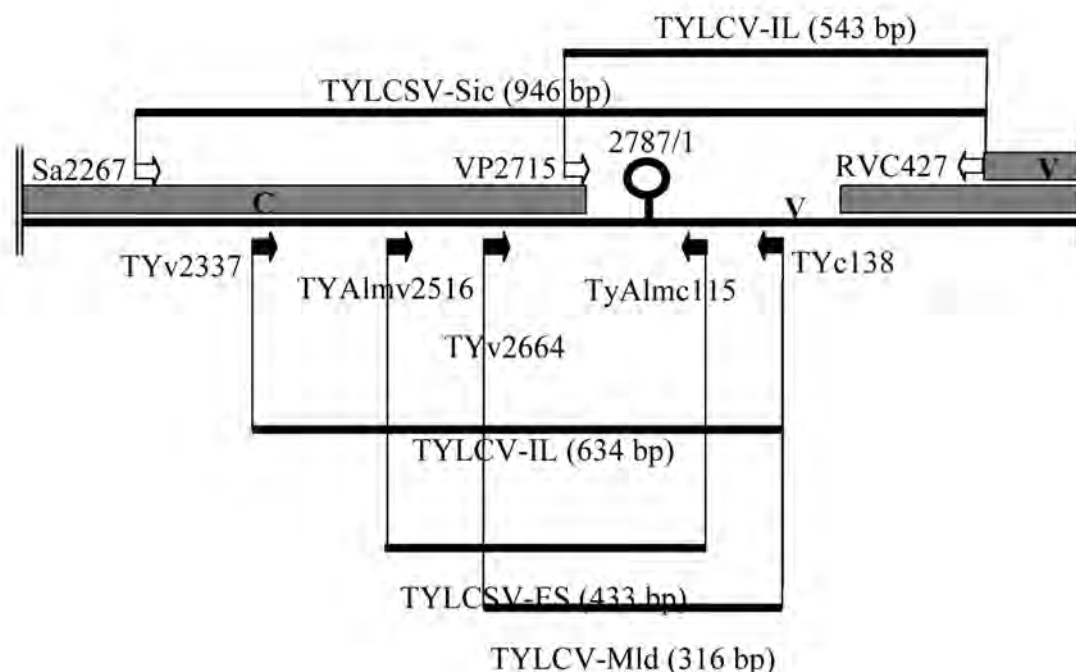 TYLCV-IL (543 bp)
TYLCSV-Sic (946 bp)
2787/1
Sa2267
VP2715
RVC427
V
C
V
TYv2337
TYAlmv2516
TyAlmc115
TYc138
TYv2664
TYLCV-IL (634 bp)
TYLCSV-ES (433 bp)
TYLCV-Mld (316 bp)